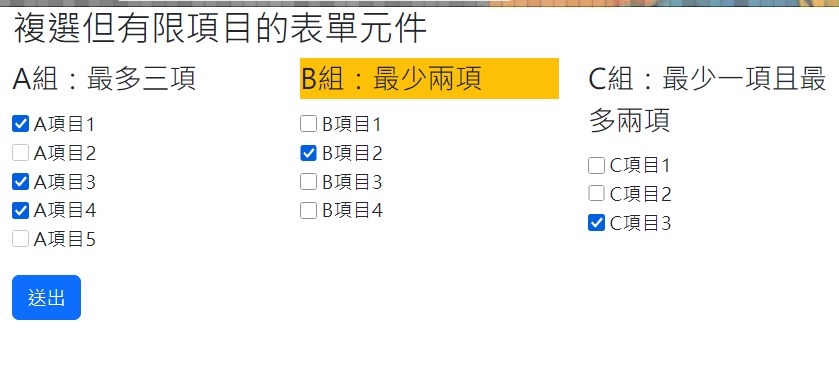 複選但有限項目的表單元件
A組：最多三項
A項目1
A項目2
A項目3
A項目4
A項目5
B組：最少兩項
B項目1
B項目2
B項目3
B項目4
C組：最少一項且最
多兩項
C項目1
C項目2
C項目3
送出